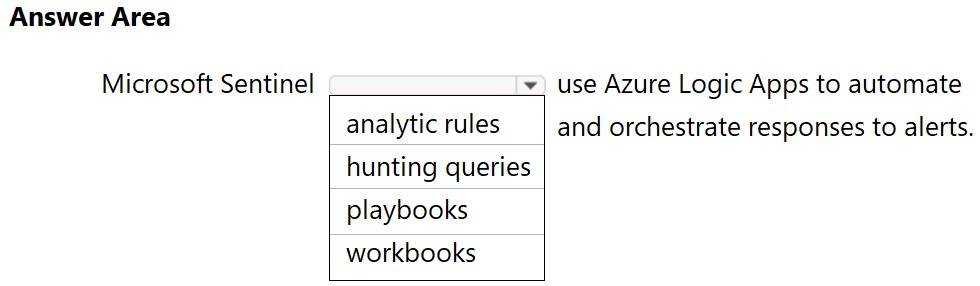 Answer Area
Microsoft Sentinel use Azure Logic Apps to automate
and orchestrate responses to alerts.
analytic rules
hunting queries
playbooks
workbooks